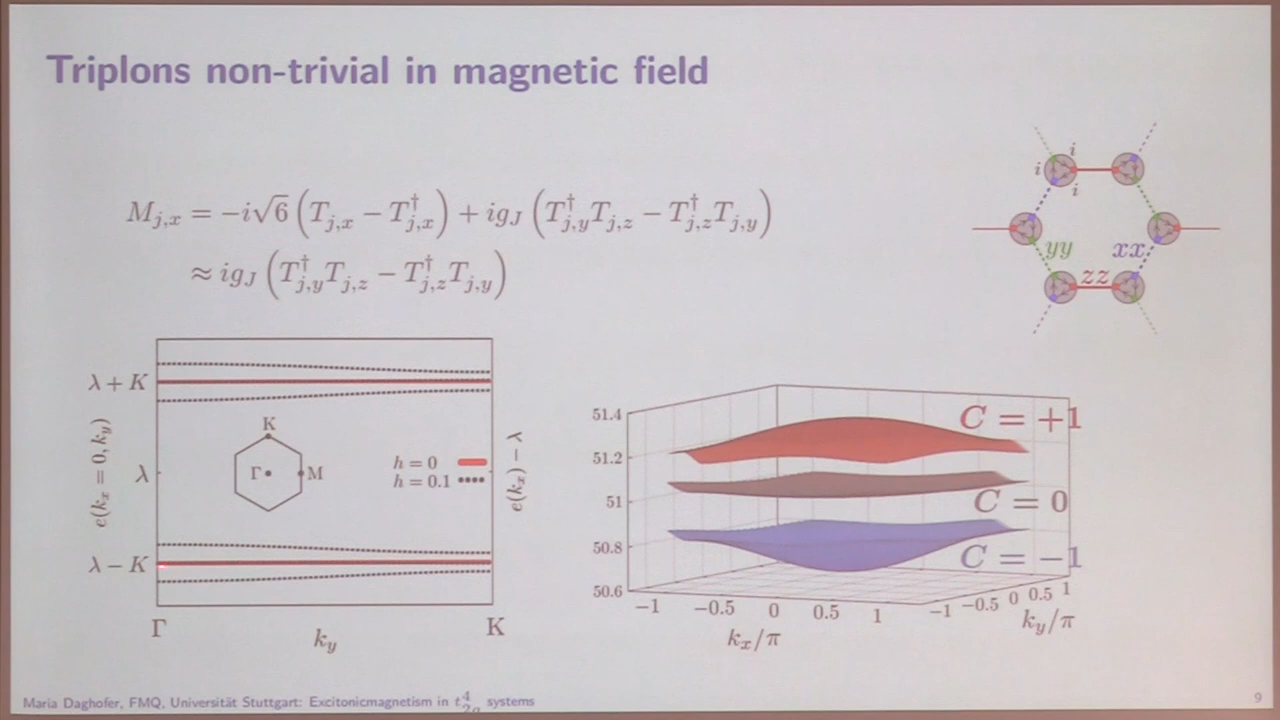 Triplons non-trivial in magnetic field
M_{j,x} = -i√6 (T_{j,x} - T†_{j,x}) + ig_J (T†_{j,y}T_{j,z} - T†_{j,z}T_{j,y})
≈ ig_J (T†_{j,y}T_{j,z} - T†_{j,z}T_{j,y})
i
i
i
yy
xx
zz
λ + K
λ
λ - K
e(k_x = 0, k_y)
K
Γ
M
h = 0
h = 0.1
Γ
k_y
K
e(k_x) - λ
51.4
51.2
51
50.8
50.6
C = +1
C = 0
C = -1
-1
-0.5
0
0.5
1
k_x/π
-1
-0.5
0
0.5
1
k_y/π
Maria Daghofer, FMQ, Universität Stuttgart: Excitonicmagnetism in t^4_{2g} systems
9